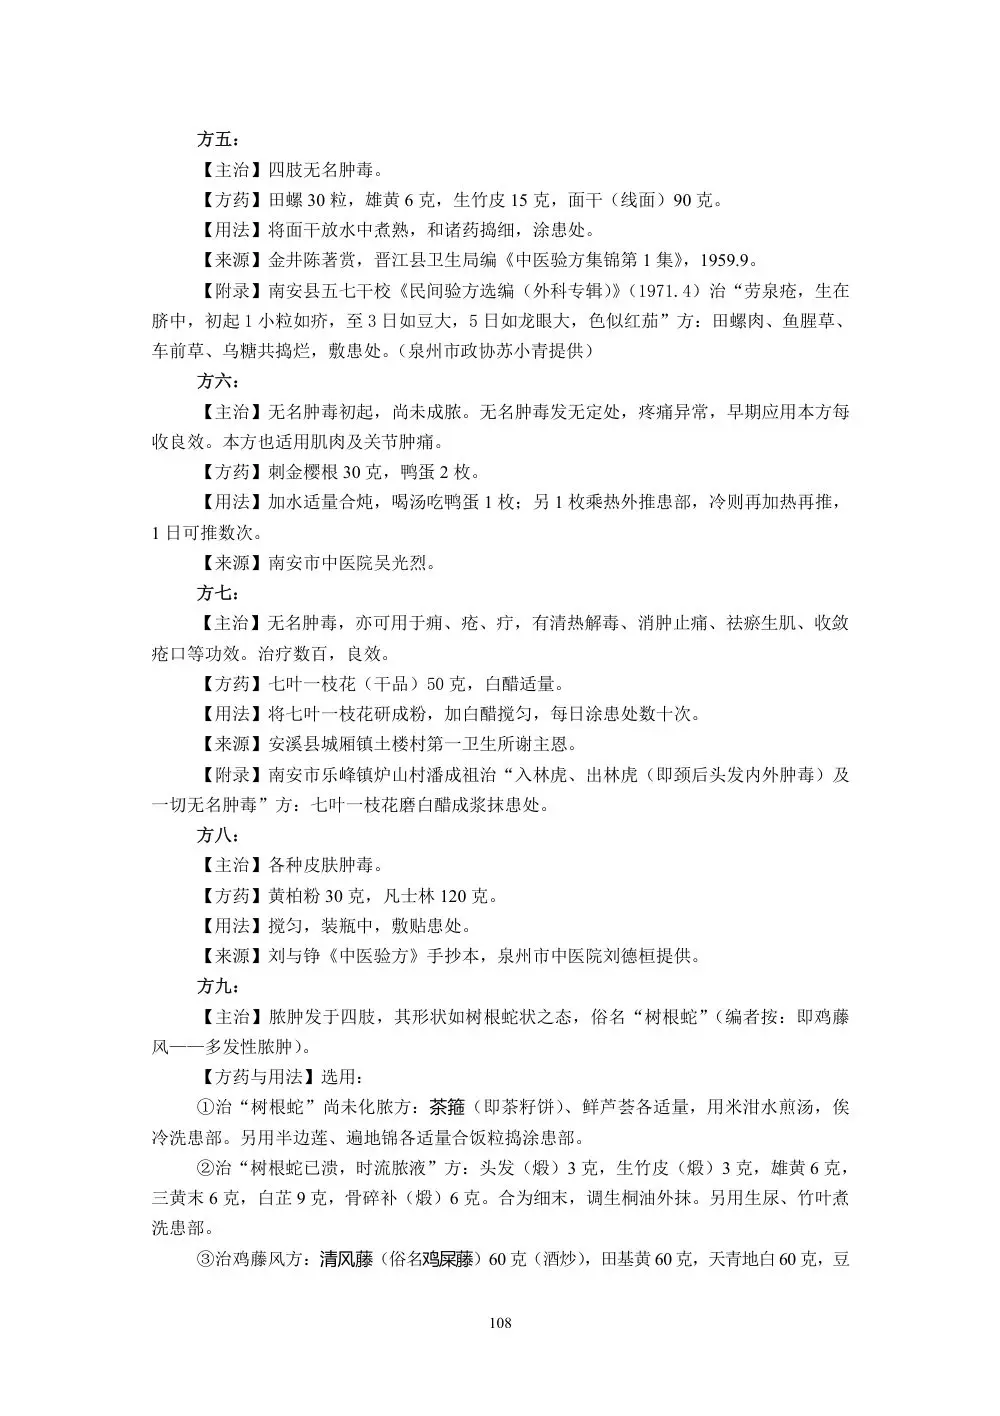 方五：
【主治】四肢无名肿毒。
【方药】田螺 30 粒，雄黄 6 克，生竹皮 15 克，面干（线面）90 克。
【用法】将面干放水中煮熟，和诸药捣细，涂患处。
【来源】金井陈著赏，晋江县卫生局编《中医验方集锦第 1 集》，1959.9。
【附录】南安县五七干校《民间验方选编（外科专辑）》（1971.4）治“劳泉疮，生在
脐中，初起 1 小粒如疥，至 3 日如豆大，5 日如龙眼大，色似红茄”方：田螺肉、鱼腥草、
车前草、乌糖共捣烂，敷患处。（泉州市政协苏小青提供）
方六：
【主治】无名肿毒初起，尚未成脓。无名肿毒发无定处，疼痛异常，早期应用本方每
收良效。本方也适用肌肉及关节肿痛。
【方药】刺金樱根 30 克，鸭蛋 2 枚。
【用法】加水适量合炖，喝汤吃鸭蛋 1 枚；另 1 枚乘热外推患部，冷则再加热再推，
1 日可推数次。
【来源】南安市中医院吴光烈。
方七：
【主治】无名肿毒，亦可用于痈、疮、疔，有清热解毒、消肿止痛、祛瘀生肌、收敛
疮口等功效。治疗数百，良效。
【方药】七叶一枝花（干品）50 克，白醋适量。
【用法】将七叶一枝花研成粉，加白醋搅匀，每日涂患处数十次。
【来源】安溪县城厢镇土楼村第一卫生所谢主恩。
【附录】南安市乐峰镇炉山村潘成祖治“入林虎、出林虎（即颈后头发内外肿毒）及
一切无名肿毒”方：七叶一枝花磨白醋成浆抹患处。
方八：
【主治】各种皮肤肿毒。
【方药】黄柏粉 30 克，凡士林 120 克。
【用法】搅匀，装瓶中，敷贴患处。
【来源】刘与铮《中医验方》手抄本，泉州市中医院刘德桓提供。
方九：
【主治】脓肿发于四肢，其形状如树根蛇状之态，俗名“树根蛇”（编者按：即鸡藤
风——多发性脓肿）。
【方药与用法】选用：
①治“树根蛇”尚未化脓方：茶箍（即茶籽饼）、鲜芦荟各适量，用米泔水煎汤，俟
冷洗患部。另用半边莲、遍地锦各适量合饭粒捣涂患部。
②治“树根蛇已溃，时流脓液”方：头发（煅）3 克，生竹皮（煅）3 克，雄黄 6 克，
三黄末 6 克，白芷 9 克，骨碎补（煅）6 克。合为细末，调生桐油外抹。另用生尿、竹叶煮
洗患部。
③治鸡藤风方：清风藤（俗名鸡屎藤）60 克（酒炒），田基黄 60 克，天青地白 60 克，豆
108